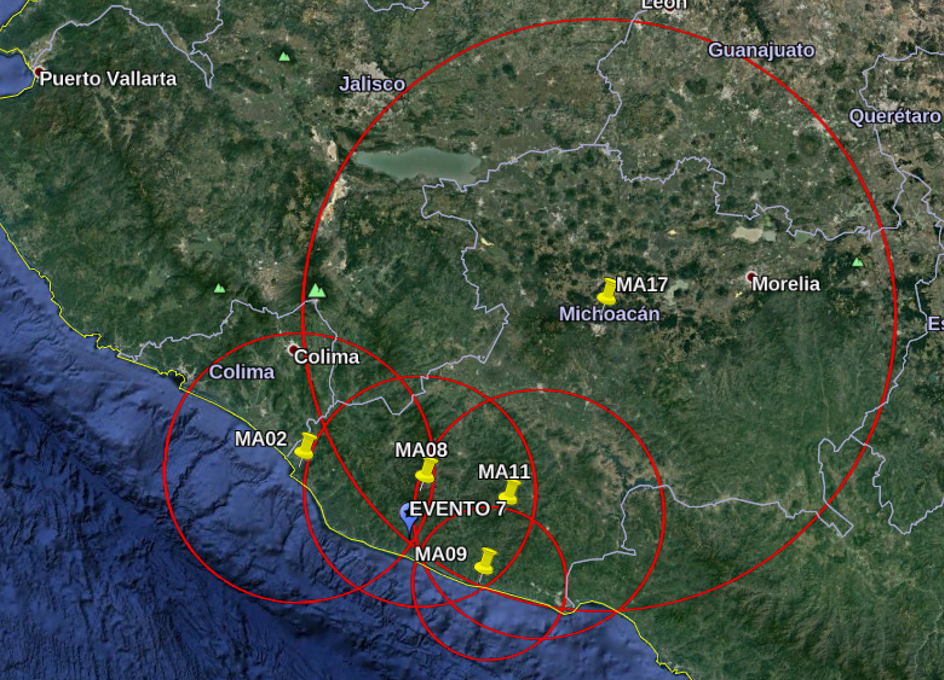 León
Guanajuato
Puerto Vallarta
Jalisco
Querétaro
MA17
Morelia
Michoacán
Es
Colima
Colima
MA02
MA08
MA11
EVENTO 7
MA09